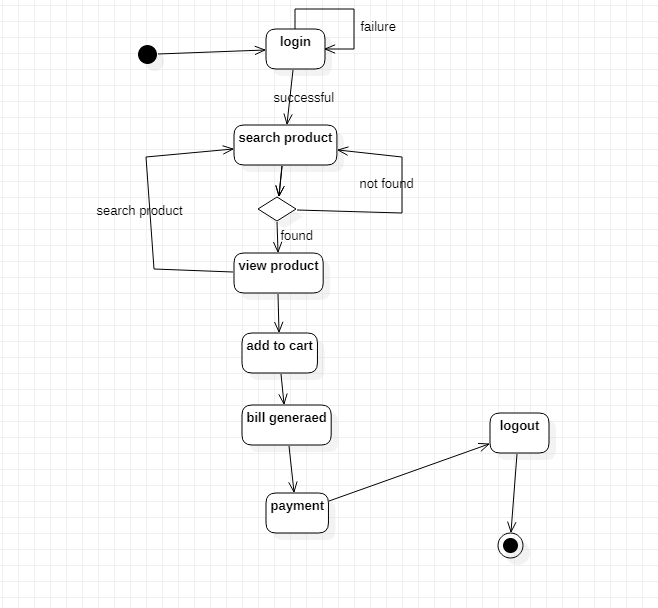 login
failure
successful
search product
not found
search product
found
view product
add to cart
bill generaed
logout
payment